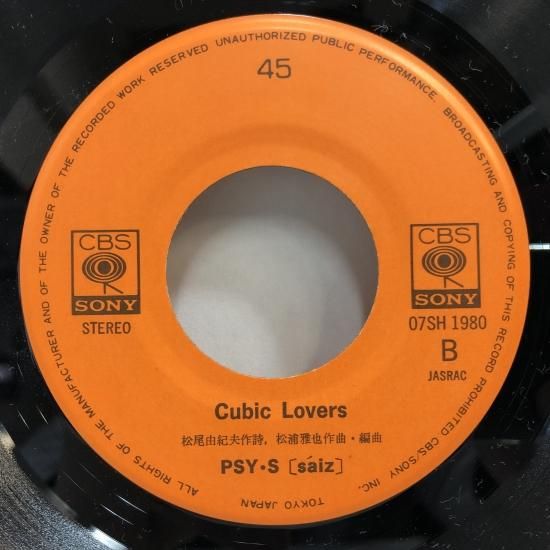 ALL RIGHTS OF THE MANUFACTURER AND OF THE OWNER OF THE RECORDED WORK RESERVED UNAUTHORIZED PUBLIC PERFORMANCE. BROADCASTING AND COPYING OF THIS RECORD PROHIBITED CBS/SONY INC. TOKYO JAPAN
45
CBS
SONY
STEREO
CBS
SONY
07SH 1980
B
JASRAC
Cubic Lovers
松尾由紀夫作詩，松浦雅也作曲・編曲
PSY・S [sáiz]